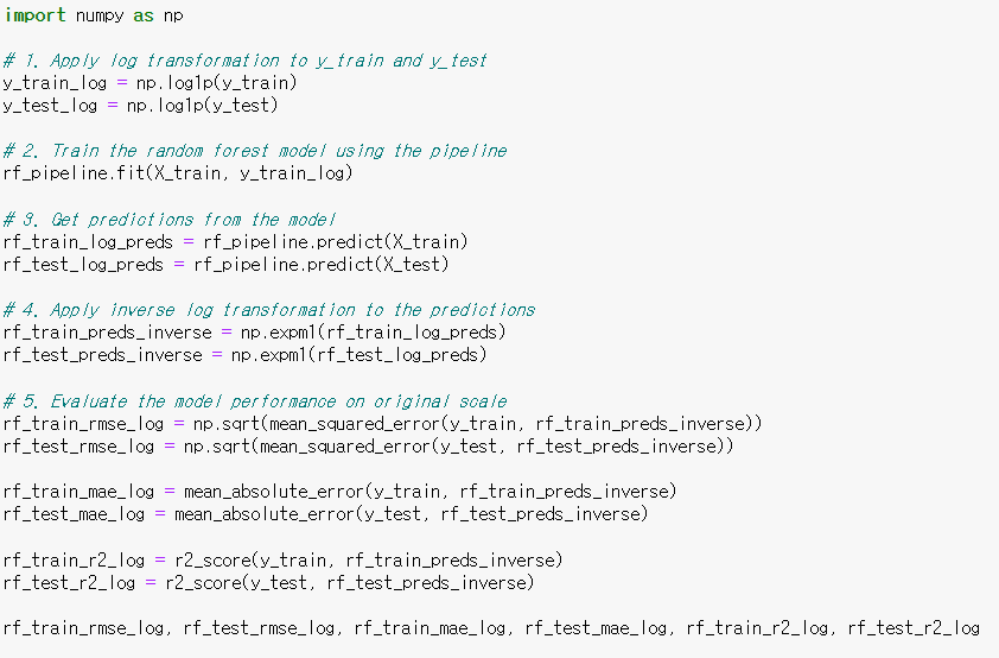 import numpy as np
# 1. Apply log transformation to y_train and y_test
y_train_log = np.log1p(y_train)
y_test_log = np.log1p(y_test)
# 2. Train the random forest model using the pipeline
rf_pipeline.fit(X_train, y_train_log)
# 3. Get predictions from the model
rf_train_log_preds = rf_pipeline.predict(X_train)
rf_test_log_preds = rf_pipeline.predict(X_test)
# 4. Apply inverse log transformation to the predictions
rf_train_preds_inverse = np.expm1(rf_train_log_preds)
rf_test_preds_inverse = np.expm1(rf_test_log_preds)
# 5. Evaluate the model performance on original scale
rf_train_rmse_log = np.sqrt(mean_squared_error(y_train, rf_train_preds_inverse))
rf_test_rmse_log = np.sqrt(mean_squared_error(y_test, rf_test_preds_inverse))
rf_train_mae_log = mean_absolute_error(y_train, rf_train_preds_inverse)
rf_test_mae_log = mean_absolute_error(y_test, rf_test_preds_inverse)
rf_train_r2_log = r2_score(y_train, rf_train_preds_inverse)
rf_test_r2_log = r2_score(y_test, rf_test_preds_inverse)
rf_train_rmse_log, rf_test_rmse_log, rf_train_mae_log, rf_test_mae_log, rf_train_r2_log, rf_test_r2_log